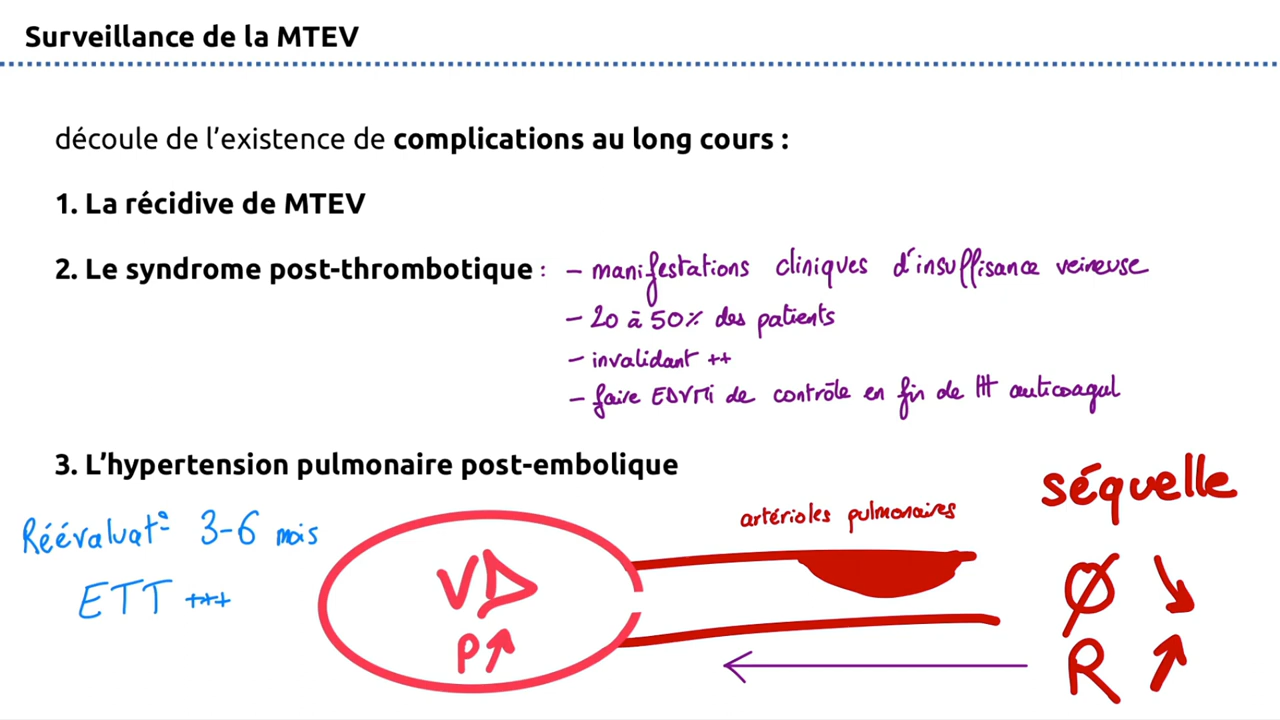 Surveillance de la MTEV
découle de l'existence de complications au long cours :
1. La récidive de MTEV
2. Le syndrome post-thrombotique : – manifestations cliniques d'insuffisance veineuse
– 20 à 50% des patients
– invalidant ++
– faire EDVMi de contrôle en fin de ttt anticoagul
3. L'hypertension pulmonaire post-embolique
séquelle
Réévaluat° 3-6 mois
artérioles pulmonaires
ETT +++
VD
P↗
Ø ↘
R ↗